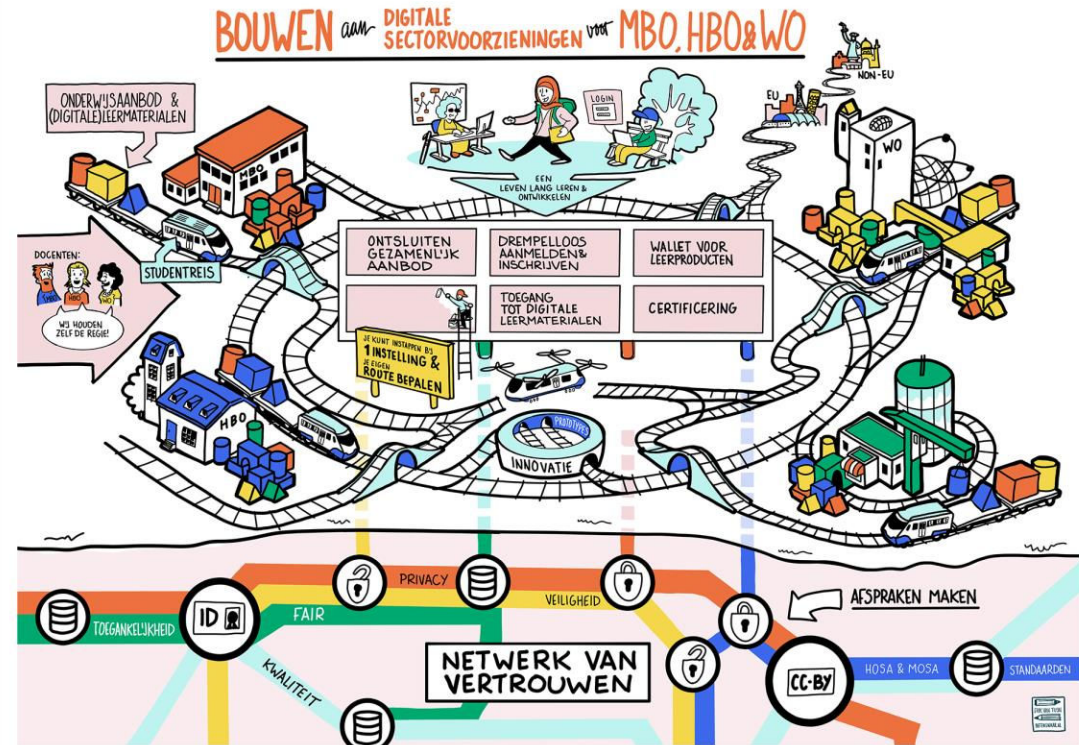 BOUWEN aan DIGITALE SECTORVOORZIENINGEN voor MBO, HBO & WO
NON-EU
EU
ONDERWIJSAANBOD &
(DIGITALE) LEERMATERIALEN
MBO
LOGIN
WO
EEN
LEVEN LANG LEREN &
ONTWIKKELEN
DOCENTEN:
MBO
HBO
WO
WIJ HOUDEN
ZELF DE REGIE!
STUDENTREIS
ONTSLUITEN
GEZAMENLIJK
AANBOD
DREMPELLOOS
AANMELDEN &
INSCHRIJVEN
WALLET VOOR
LEERPRODUCTEN
TOEGANG
TOT DIGITALE
LEERMATERIALEN
CERTIFICERING
JE KUNT INSTAPPEN BIJ
1 INSTELLING &
JE EIGEN
ROUTE BEPALEN
HBO
PROTOTYPES
INNOVATIE
TOEGANKELIJKHEID
ID
PRIVACY
FAIR
VEILIGHEID
KWALITEIT
AFSPRAKEN MAKEN
NETWERK VAN
VERTROUWEN
CC-BY
HOSA & MOSA
STANDAARDEN